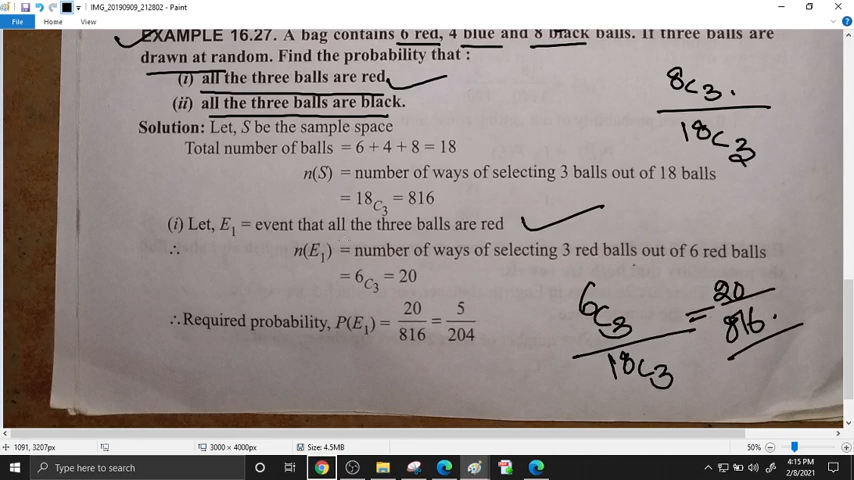 IMG_20190909_212802 - Paint
File Home View
EXAMPLE 16.27. A bag contains 6 red, 4 blue and 8 black balls. If three balls are
drawn at random. Find the probability that :
(i) all the three balls are red
(ii) all the three balls are black.
8C3.
18C3
Solution: Let, S be the sample space
Total number of balls = 6 + 4 + 8 = 18
n(S) = number of ways of selecting 3 balls out of 18 balls
= 18C3 = 816
(i) Let, E1 = event that all the three balls are red
∴ n(E1) = number of ways of selecting 3 red balls out of 6 red balls
= 6C3 = 20
∴Required probability, P(E1) = 20/816 = 5/204
6C3 = 20
18C3 816.
1091, 3207px 3000 × 4000px Size: 4.5MB 50%
Type here to search
4:15 PM
2/8/2021